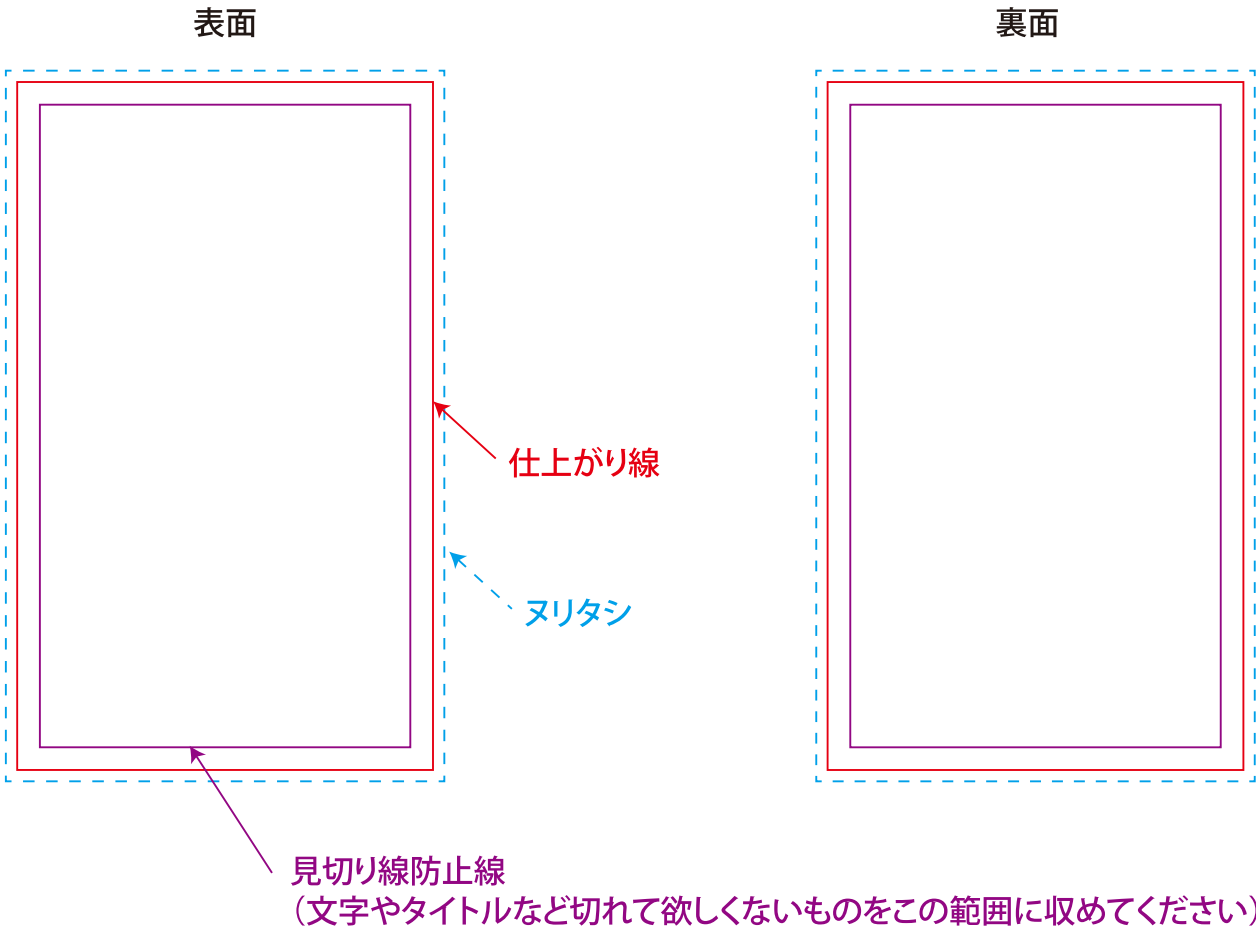 表面
裏面
仕上がり線
ヌリタシ
見切り線防止線
（文字やタイトルなど切れて欲しくないものをこの範囲に収めてください）